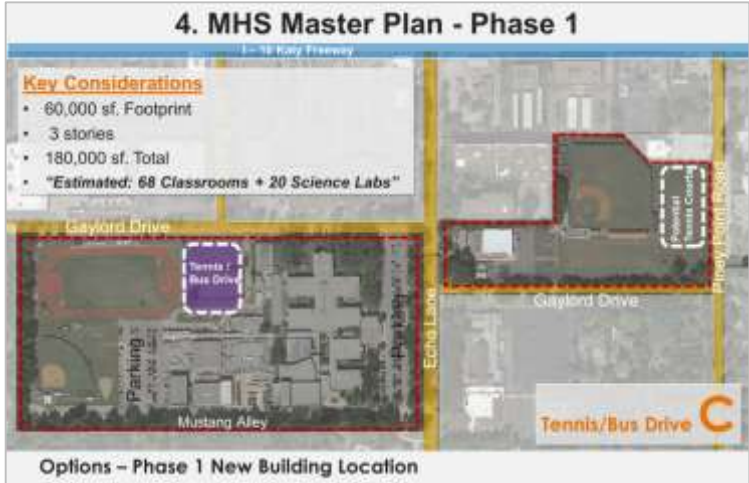 4. MHS Master Plan - Phase 1
I – 10 Katy Freeway
Key Considerations
• 60,000 sf. Footprint
• 3 stories
• 180,000 sf. Total
• "Estimated: 68 Classrooms + 20 Science Labs"
Gaylord Drive
Tennis /
Bus Drive
Parking
Parking
Mustang Alley
Echo Lane
Potential
Tennis Courts
Piney Point Road
Gaylord Drive
Tennis/Bus Drive C
Options – Phase 1 New Building Location